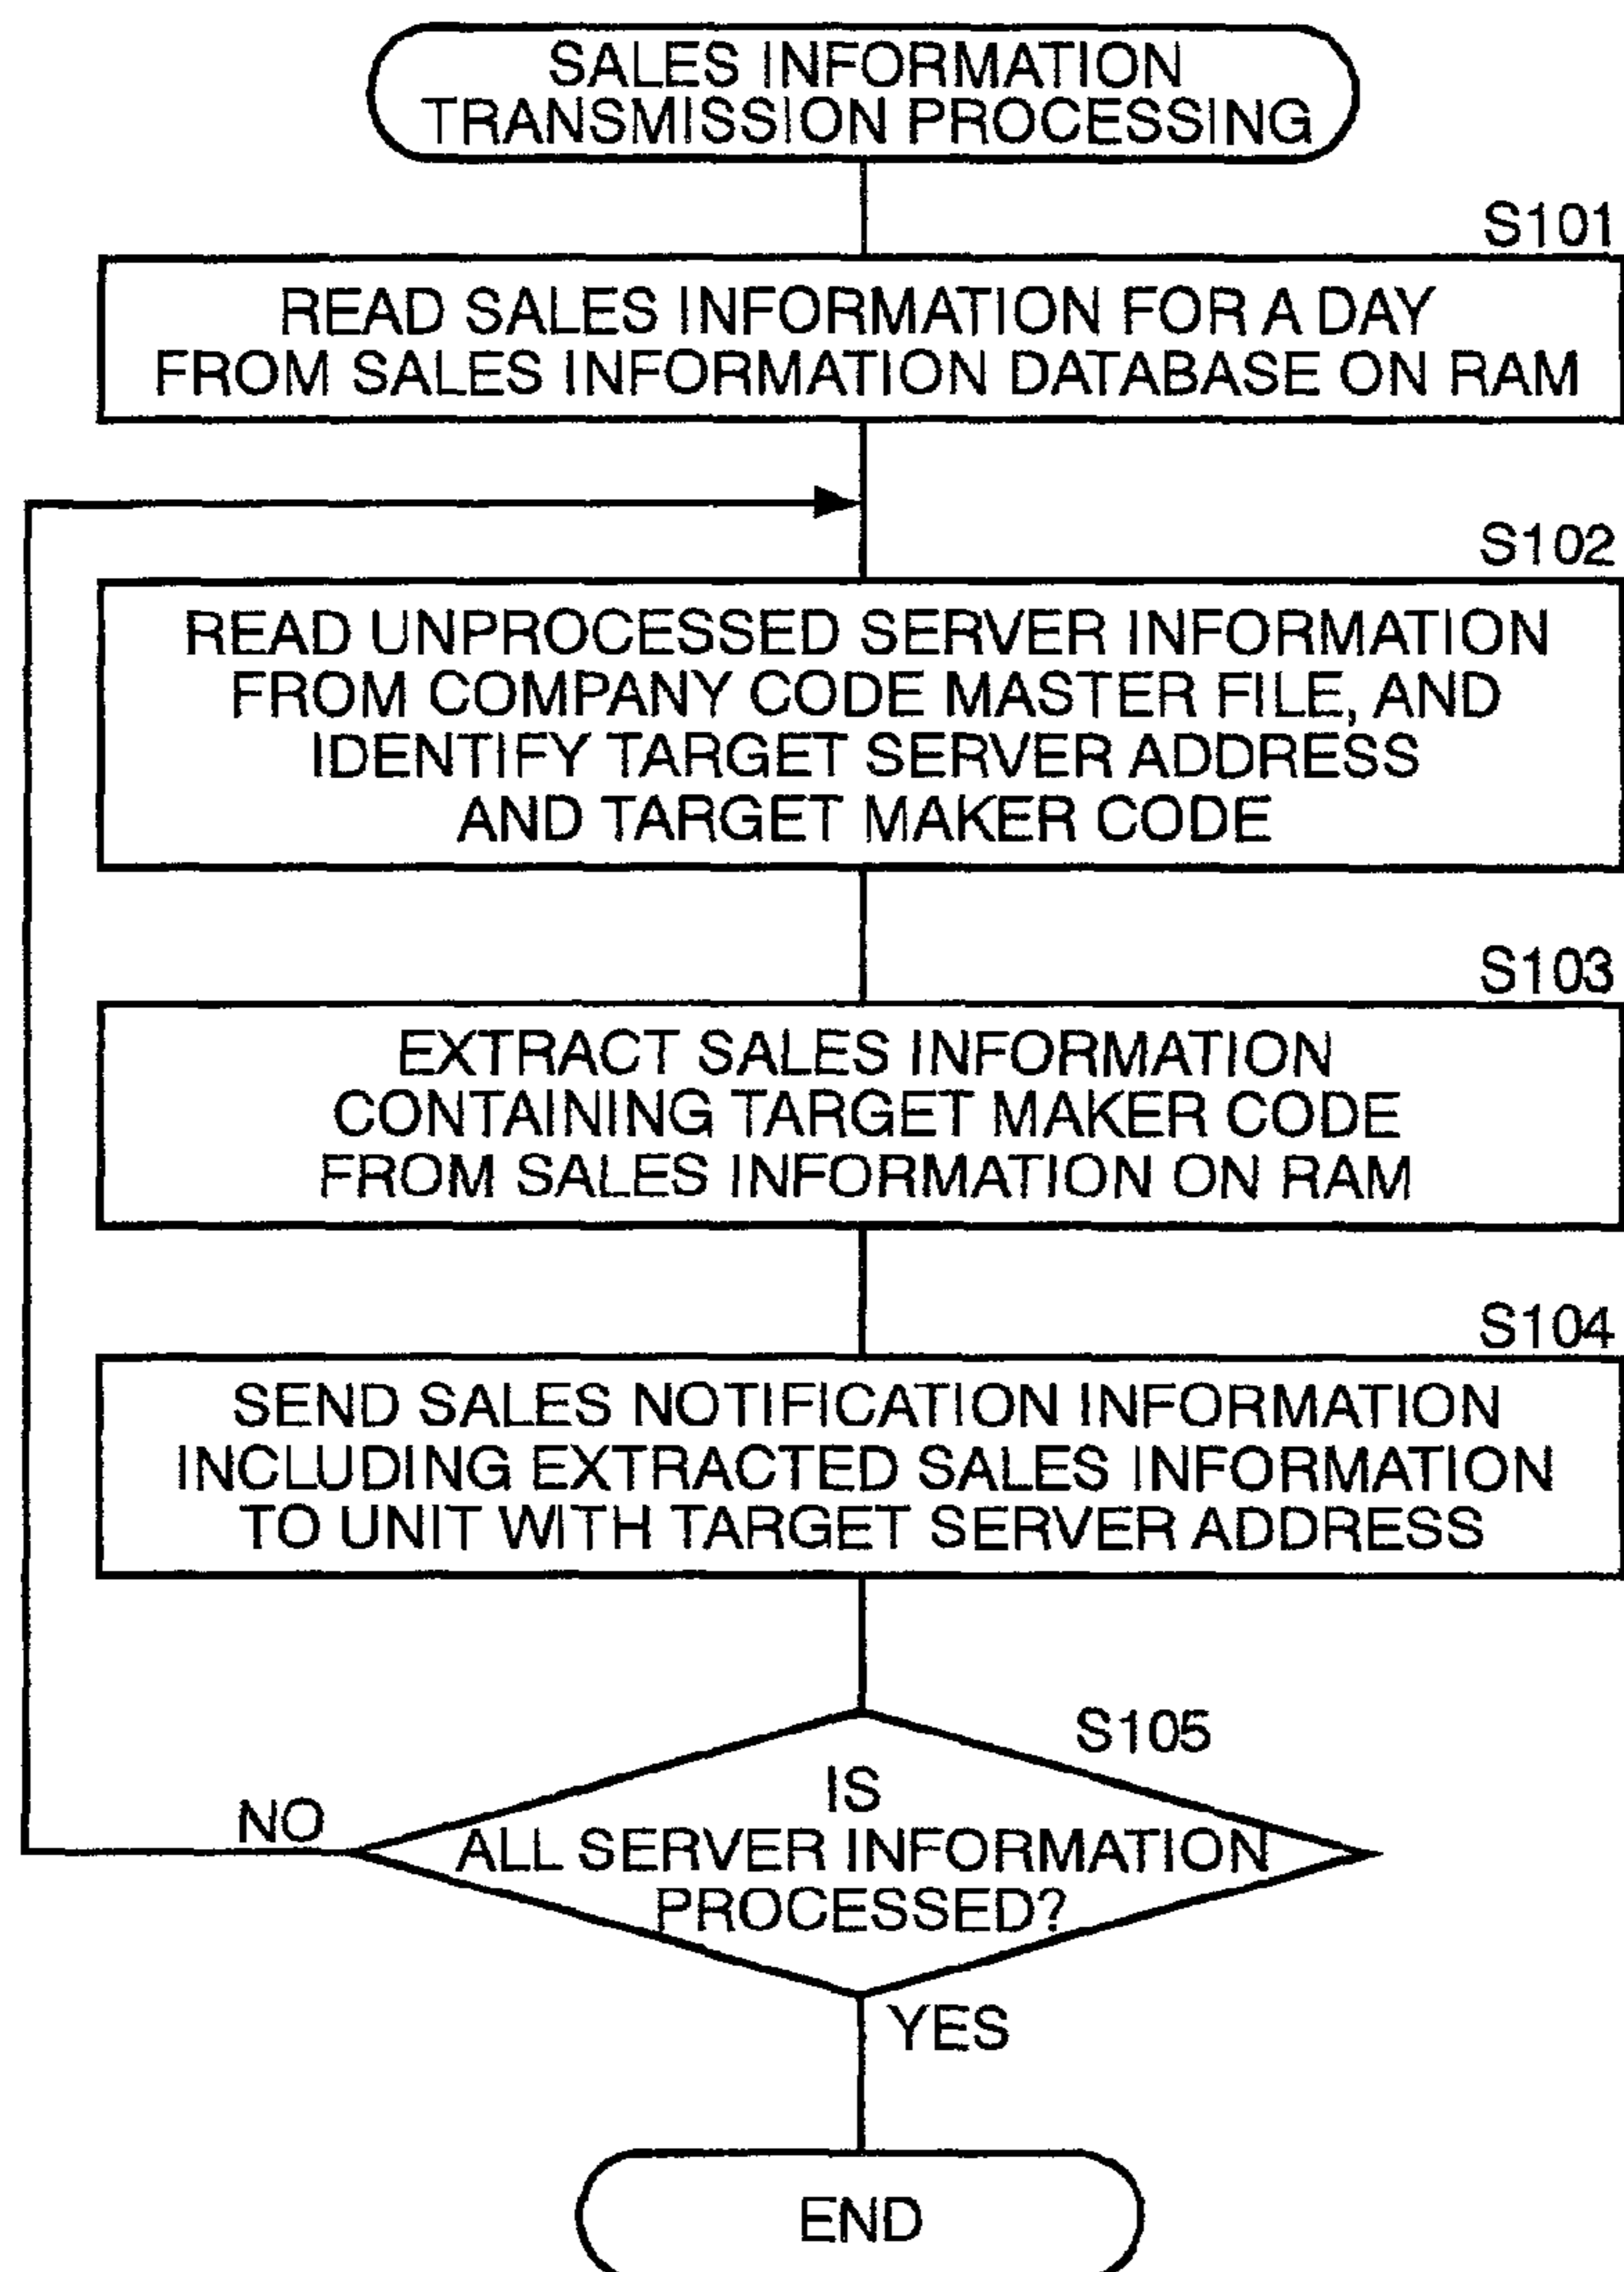 SALES INFORMATION
TRANSMISSION PROCESSING
S101
READ SALES INFORMATION FOR A DAY
FROM SALES INFORMATION DATABASE ON RAM
S102
READ UNPROCESSED SERVER INFORMATION
FROM COMPANY CODE MASTER FILE, AND
IDENTIFY TARGET SERVER ADDRESS
AND TARGET MAKER CODE
S103
EXTRACT SALES INFORMATION
CONTAINING TARGET MAKER CODE
FROM SALES INFORMATION ON RAM
S104
SEND SALES NOTIFICATION INFORMATION
INCLUDING EXTRACTED SALES INFORMATION
TO UNIT WITH TARGET SERVER ADDRESS
S105
IS
ALL SERVER INFORMATION
PROCESSED?
NO
YES
END